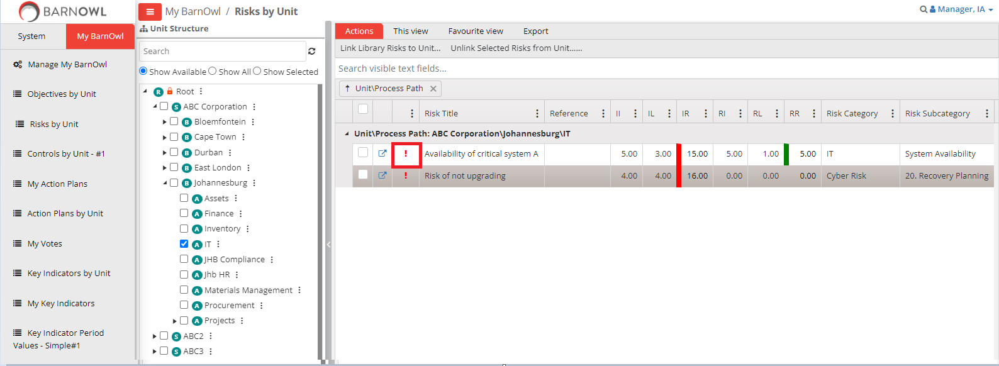 BARNOWL
My BarnOwl / Risks by Unit
Manager, IA
System
My BarnOwl
Manage My BarnOwl
Objectives by Unit
Risks by Unit
Controls by Unit - #1
My Action Plans
Action Plans by Unit
My Votes
Key Indicators by Unit
My Key Indicators
Key Indicator Period
Values - Simple#1
Unit Structure
Search
Show Available Show All Show Selected
R Root
S ABC Corporation
B Bloemfontein
B Cape Town
B Durban
B East London
B Johannesburg
A Assets
A Finance
A Inventory
A IT
A JHB Compliance
A Jhb HR
A Materials Management
A Procurement
A Projects
S ABC2
S ABC3
Actions This view Favourite view Export
Link Library Risks to Unit... Unlink Selected Risks from Unit......
Search visible text fields...
Unit\Process Path
Risk Title Reference II IL IR RI RL RR Risk Category Risk Subcategory
Unit\Process Path: ABC Corporation\Johannesburg\IT
! Availability of critical system A 5.00 3.00 15.00 5.00 1.00 5.00 IT System Availability
! Risk of not upgrading 4.00 4.00 16.00 0.00 0.00 0.00 Cyber Risk 20. Recovery Planning